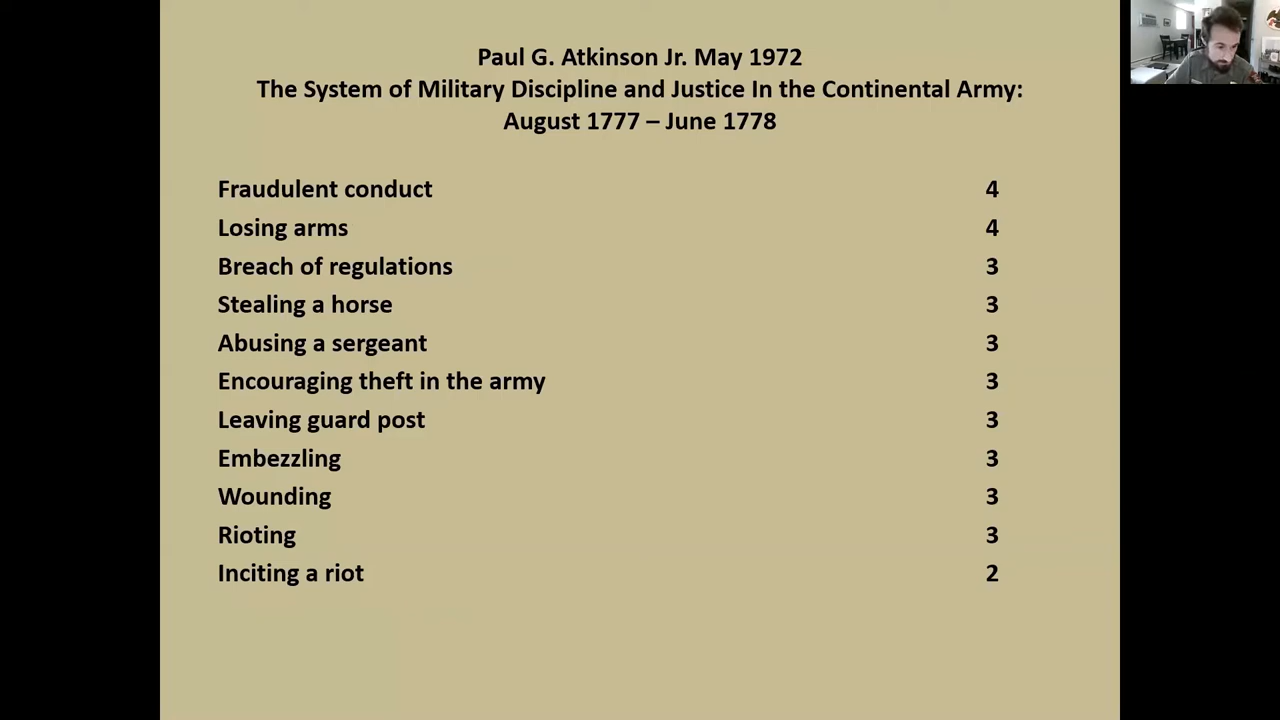 Paul G. Atkinson Jr. May 1972
The System of Military Discipline and Justice In the Continental Army:
August 1777 – June 1778
Fraudulent conduct 4
Losing arms 4
Breach of regulations 3
Stealing a horse 3
Abusing a sergeant 3
Encouraging theft in the army 3
Leaving guard post 3
Embezzling 3
Wounding 3
Rioting 3
Inciting a riot 2